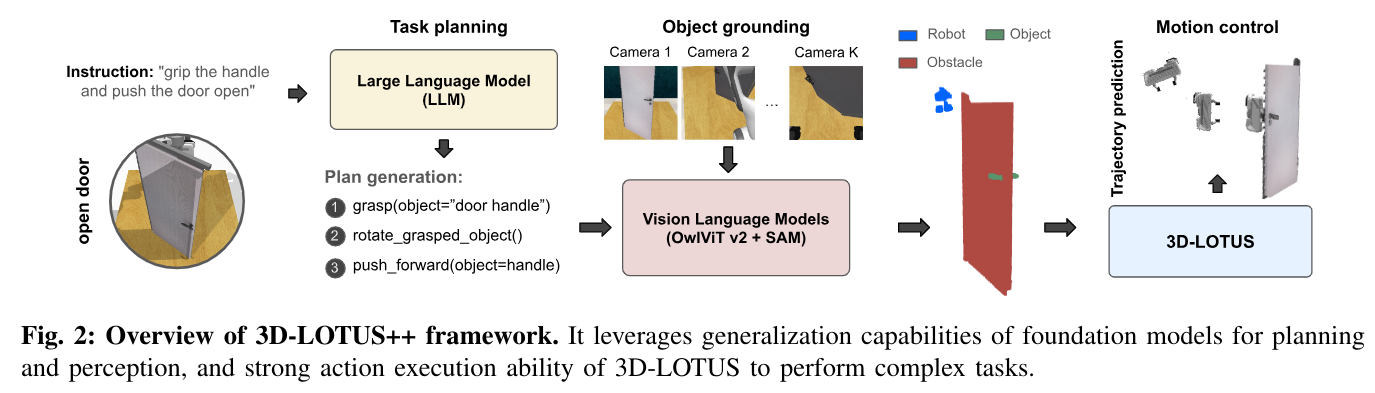 Task planning
Object grounding
Motion control
Instruction: "grip the handle
and push the door open"
open door
Large Language Model
(LLM)
Plan generation:
1 grasp(object=”door handle”)
2 rotate_grasped_object()
3 push_forward(object=handle)
Camera 1
Camera 2
...
Camera K
Vision Language Models
(OwlViT v2 + SAM)
Robot
Object
Obstacle
Trajectory prediction
3D-LOTUS
Fig. 2: Overview of 3D-LOTUS++ framework. It leverages generalization capabilities of foundation models for planning
and perception, and strong action execution ability of 3D-LOTUS to perform complex tasks.